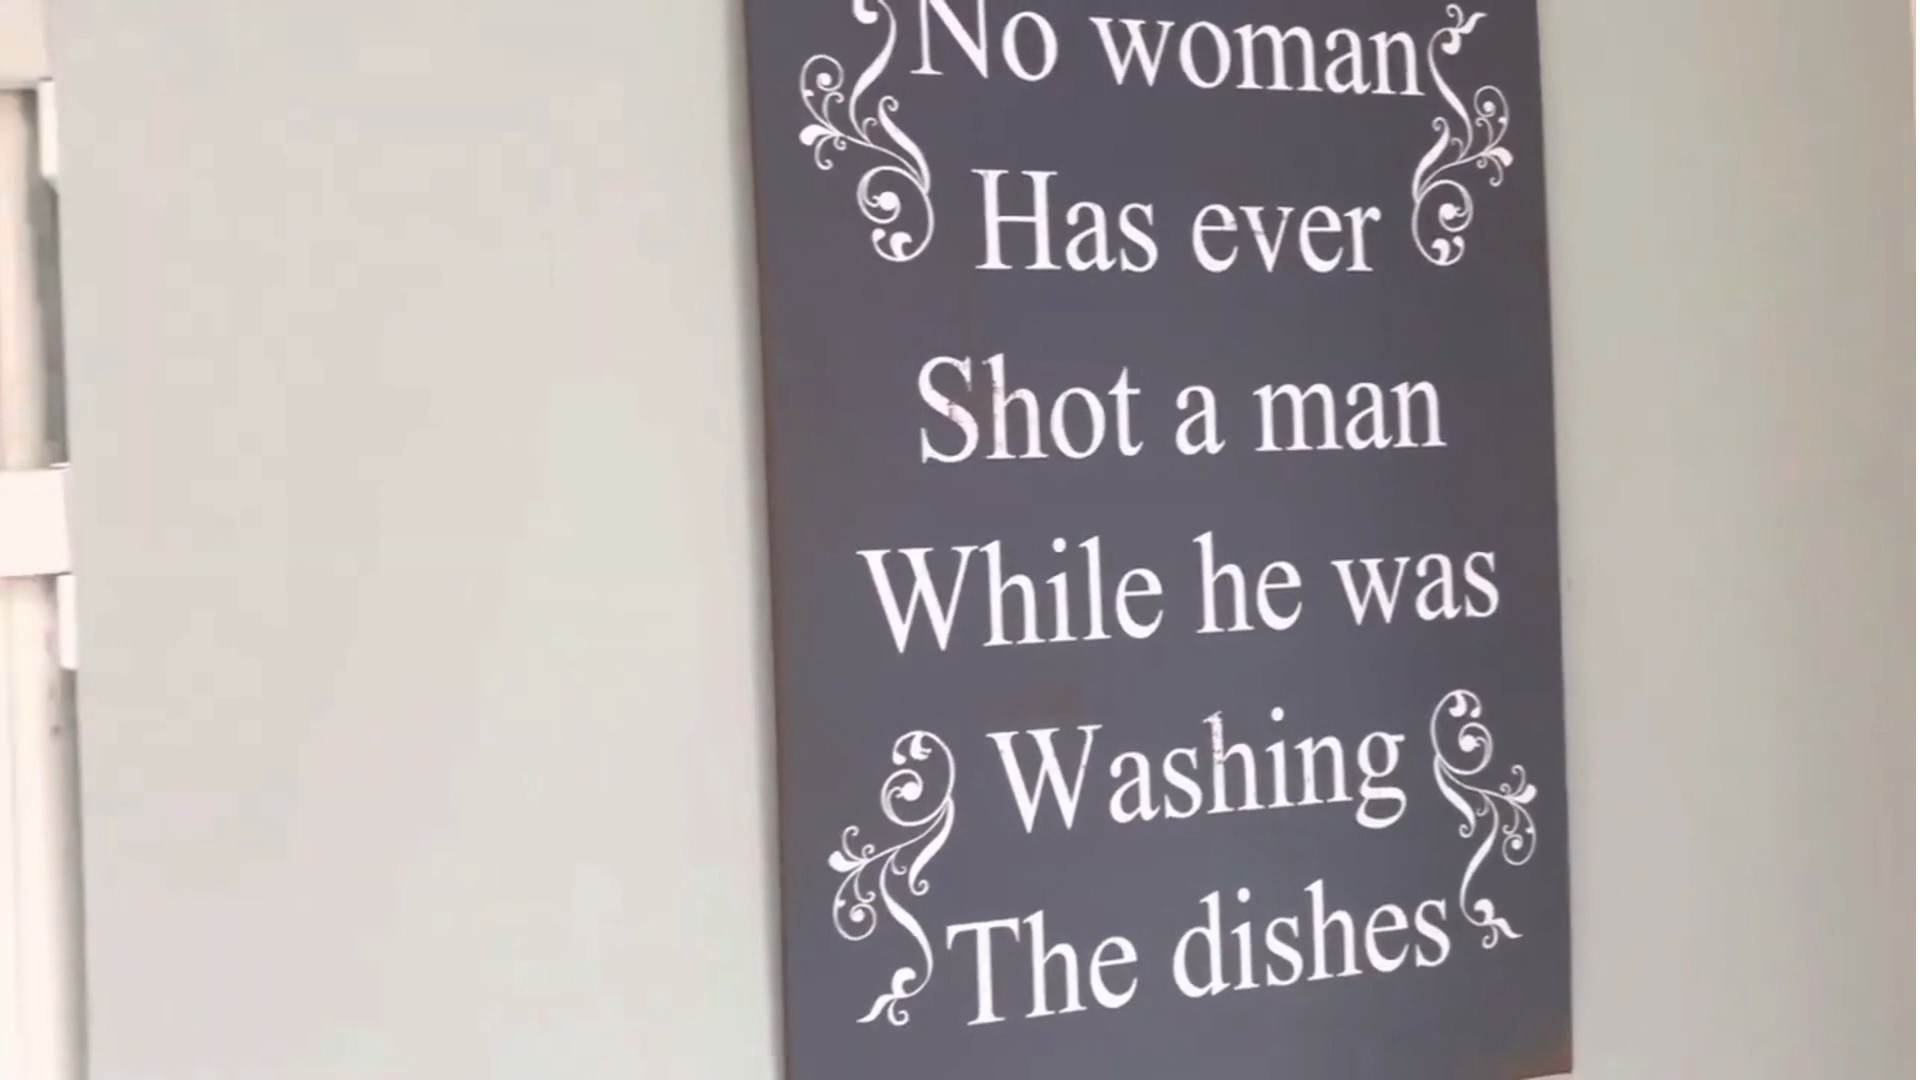 No woman
Has ever
Shot a man
While he was
Washing
The dishes